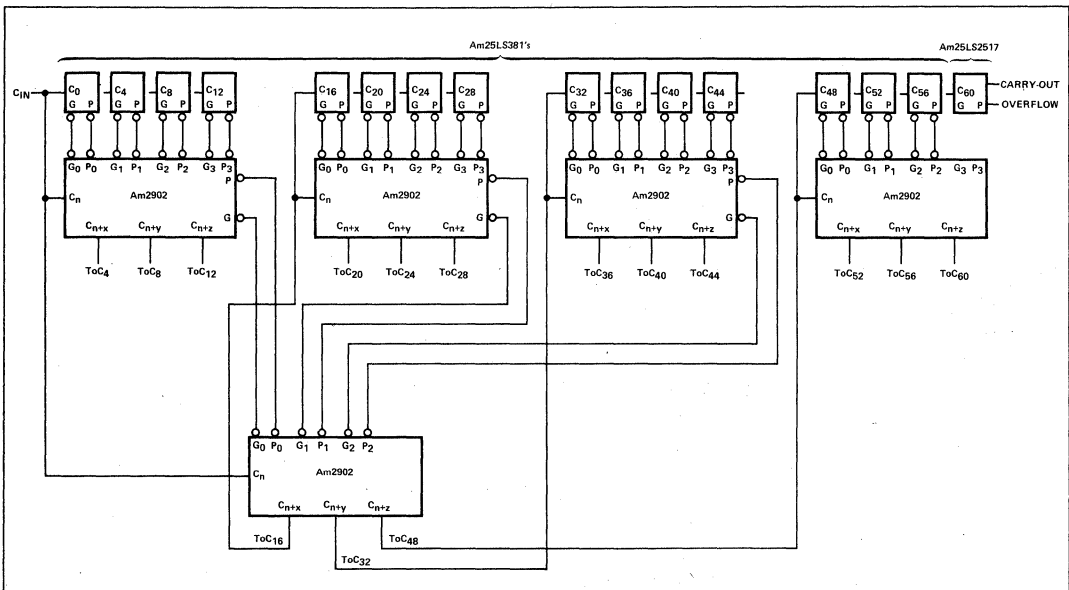 Am25LS381's Am25LS2517
CIN C0 C4 C8 C12 C16 C20 C24 C28 C32 C36 C40 C44 C48 C52 C56 C60 CARRY-OUT
G P G P G P G P G P G P G P G P G P G P G P G P G P G P G P G P OVERFLOW
G0 P0 G1 P1 G2 P2 G3 P3 G0 P0 G1 P1 G2 P2 G3 P3 G0 P0 G1 P1 G2 P2 G3 P3 G0 P0 G1 P1 G2 P2 G3 P3
P P P
Am2902 Am2902 Am2902 Am2902
Cn Cn Cn Cn
G G G
Cn+x Cn+y Cn+z Cn+x Cn+y Cn+z Cn+x Cn+y Cn+z Cn+x Cn+y Cn+z
ToC4 ToC8 ToC12 ToC20 ToC24 ToC28 ToC36 ToC40 ToC44 ToC52 ToC56 ToC60
G0 P0 G1 P1 G2 P2
Cn Am2902
Cn+x Cn+y Cn+z
ToC16 ToC48
ToC32